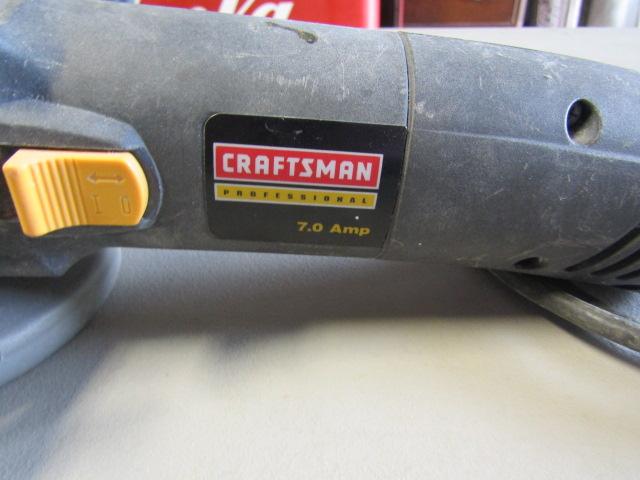 CRAFTSMAN
PROFESSIONAL
7.0 Amp
I O